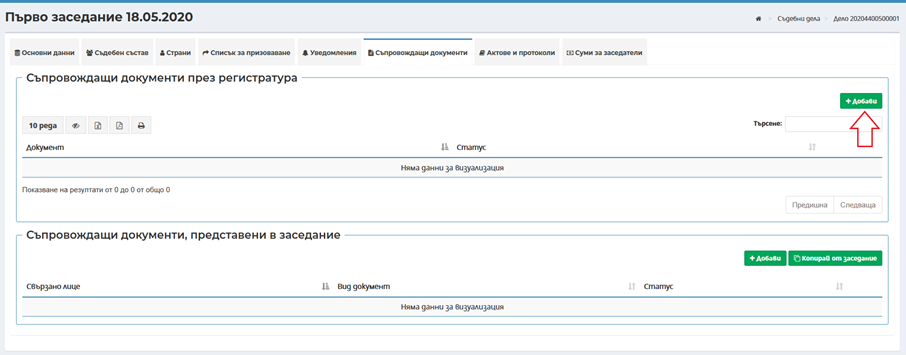 Първо заседание 18.05.2020
Съдебни дела
Дело 20204400500001
Основни данни
Съдебен състав
Страни
Списък за призоваване
Уведомления
Съпровождащи документи
Актове и протоколи
Суми за заседатели
Съпровождащи документи през регистратура
+ Добави
10 реда
Търсене:
Документ
Статус
Няма данни за визуализация
Показване на резултати от 0 до 0 от общо 0
Предишна
Следваща
Съпровождащи документи, представени в заседание
+ Добави
Копирай от заседание
Свързано лице
Вид документ
Статус
Няма данни за визуализация